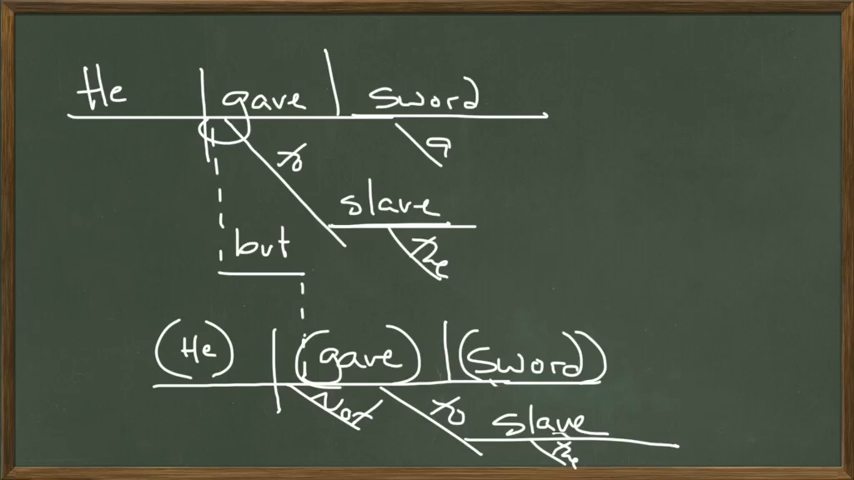 He gave sword
to a
slave
the
but
(He) (gave) (sword)
Not to slave
the